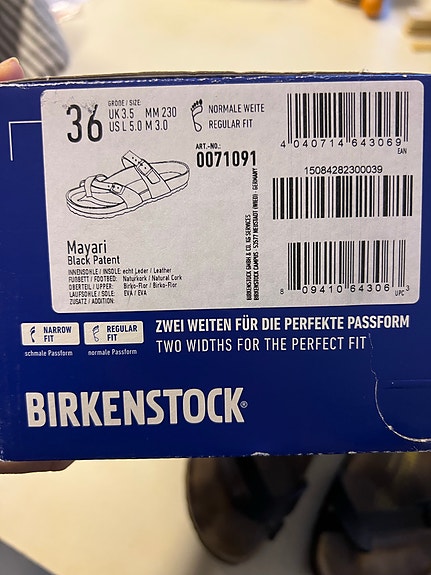 36
GRÖßE / SIZE
UK 3.5 MM 230
US L 5.0 M 3.0
NORMALE WEITE
REGULAR FIT
ART.-NO.:
0071091
4 040714 643069
EAN
15084282300039
8 09410 64306 3
UPC
Mayari
Black Patent
INNENSOHLE / INSOLE: echt Leder / Leather
FUßBETT / FOOTBED: Naturkork / Natural Cork
OBERTEIL / UPPER: Birko-Flor / Birko-Flor
LAUFSOHLE / SOLE: EVA / EVA
ZUSATZ / ADDITION:
BIRKENSTOCK GMBH & CO. KG SERVICES
BIRKENSTOCK CAMPUS · 53577 NEUSTADT (WIED) · GERMANY
NARROW FIT
schmale Passform
REGULAR FIT
normale Passform
ZWEI WEITEN FÜR DIE PERFEKTE PASSFORM
TWO WIDTHS FOR THE PERFECT FIT
BIRKENSTOCK®